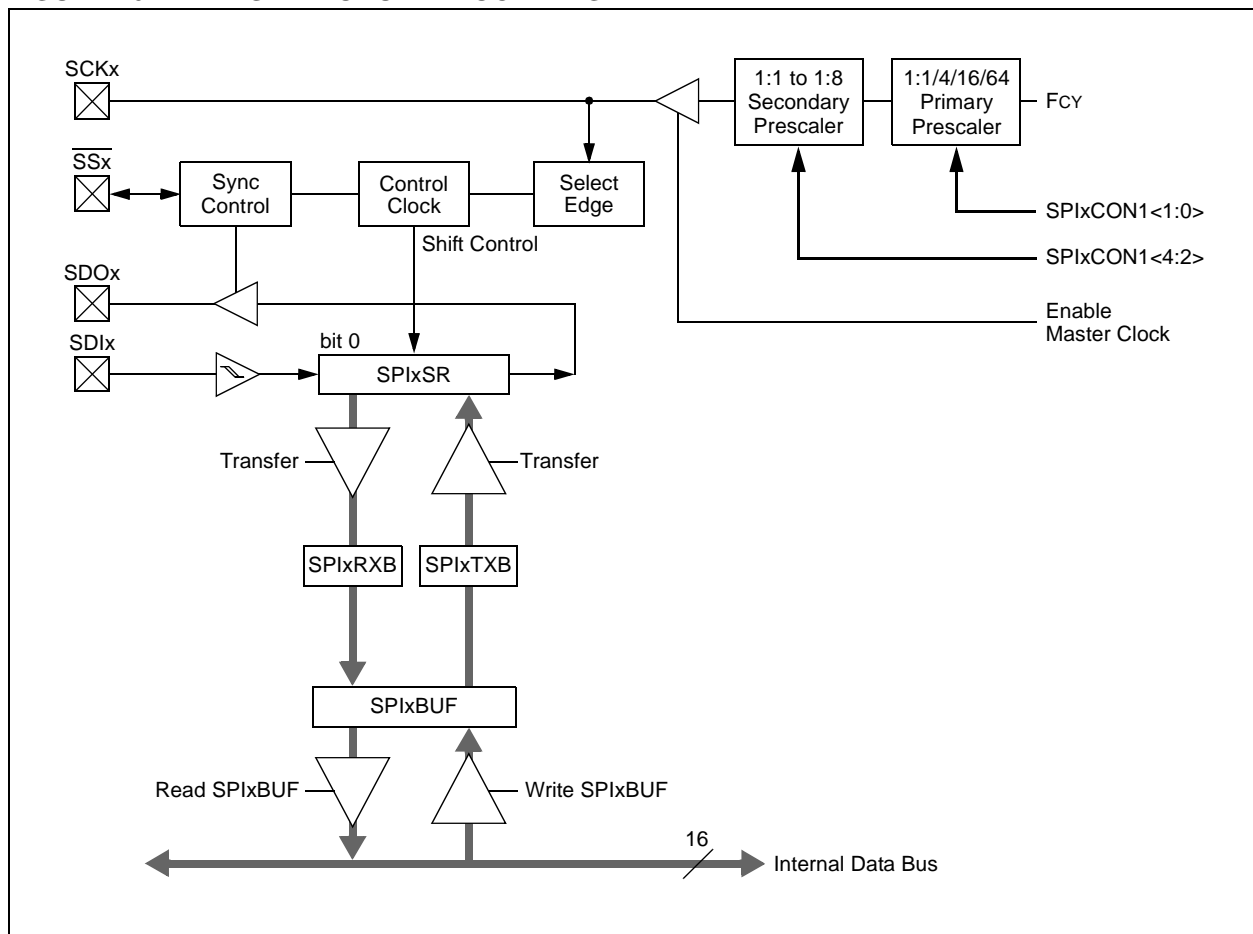 SCKx
1:1 to 1:8
Secondary
Prescaler
1:1/4/16/64
Primary
Prescaler
FCY
SSx
Sync
Control
Control
Clock
Select
Edge
SPIxCON1<1:0>
Shift Control
SPIxCON1<4:2>
SDOx
Enable
Master Clock
SDIx
bit 0
SPIxSR
Transfer
Transfer
SPIxRXB
SPIxTXB
SPIxBUF
Read SPIxBUF
Write SPIxBUF
16
Internal Data Bus